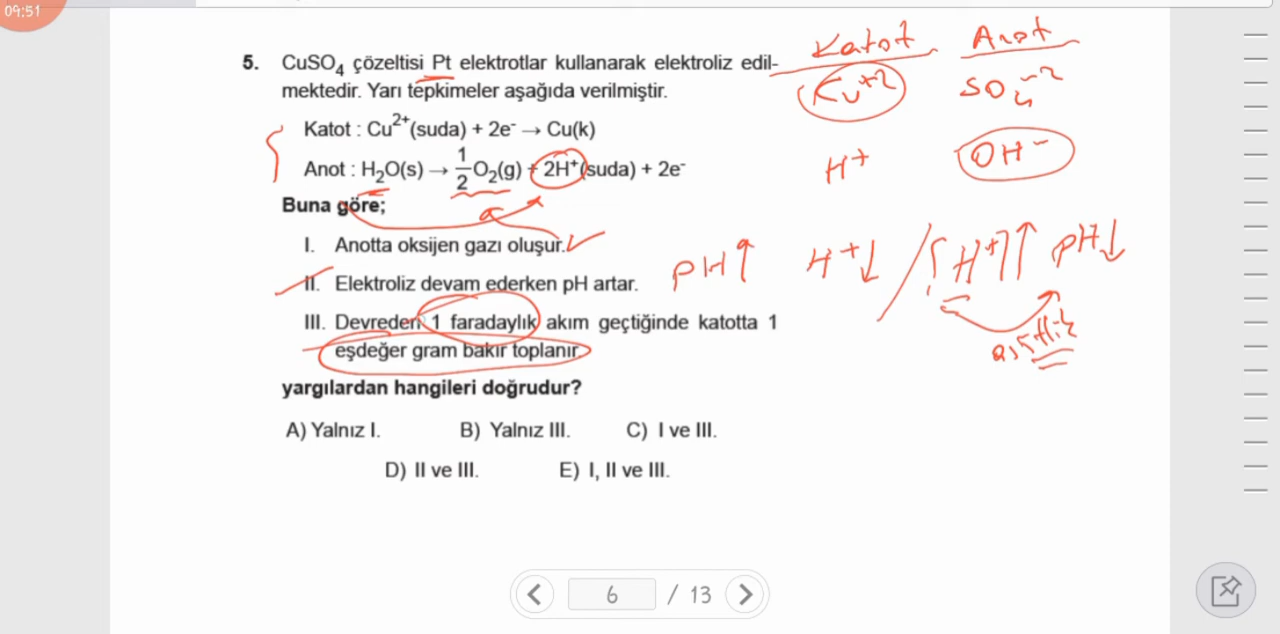 09:51
5. CuSO₄ çözeltisi Pt elektrotlar kullanarak elektroliz edil-
mektedir. Yarı tepkimeler aşağıda verilmiştir.
Katot : Cu²⁺(suda) + 2e⁻ → Cu(k)
Anot : H₂O(s) → 1/2 O₂(g) + 2H⁺(suda) + 2e⁻
Buna göre;
I. Anotta oksijen gazı oluşur.
II. Elektroliz devam ederken pH artar.
III. Devreden 1 faradaylık akım geçtiğinde katotta 1
eşdeğer gram bakır toplanır
yargılardan hangileri doğrudur?
A) Yalnız I. B) Yalnız III. C) I ve III.
D) II ve III. E) I, II ve III.
Katot Anot
Cu⁺² SO₄⁻²
H⁺ OH⁻
PH↑ H⁺↓ / [H⁺]↑ PH↓
asitlik
6 / 13